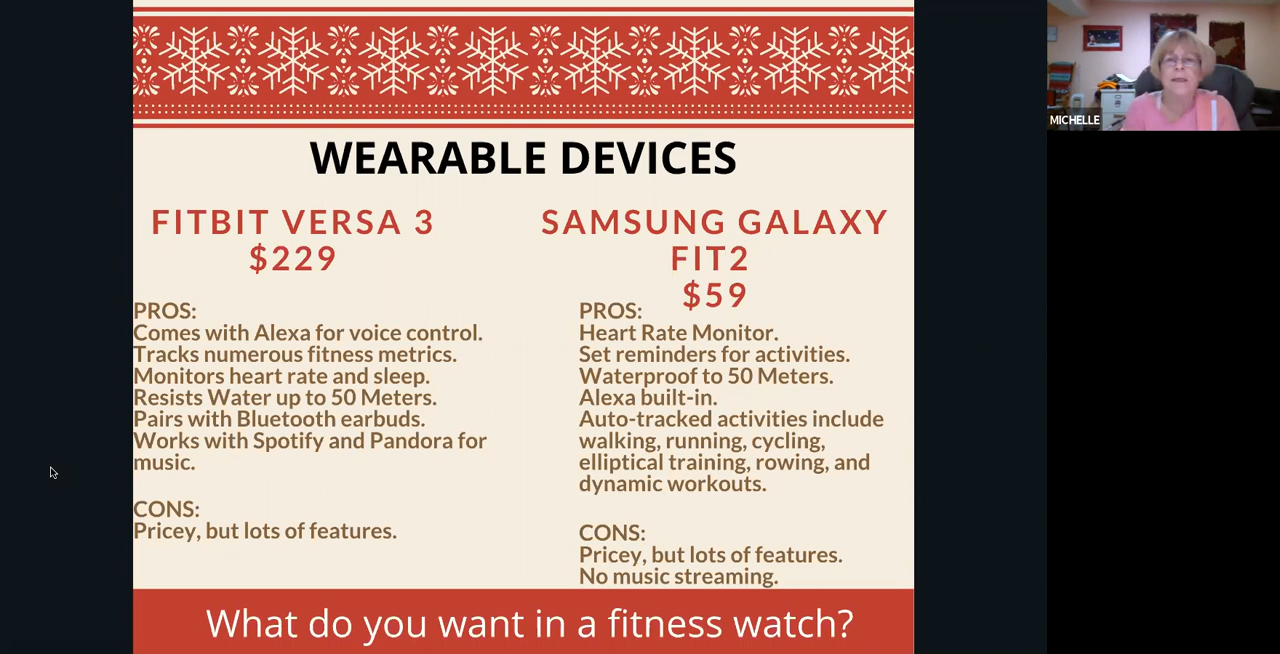 WEARABLE DEVICES
FITBIT VERSA 3
$229
PROS:
Comes with Alexa for voice control.
Tracks numerous fitness metrics.
Monitors heart rate and sleep.
Resists Water up to 50 Meters.
Pairs with Bluetooth earbuds.
Works with Spotify and Pandora for
music.
CONS:
Pricey, but lots of features.
SAMSUNG GALAXY
FIT2
$59
PROS:
Heart Rate Monitor.
Set reminders for activities.
Waterproof to 50 Meters.
Alexa built-in.
Auto-tracked activities include
walking, running, cycling,
elliptical training, rowing, and
dynamic workouts.
CONS:
Pricey, but lots of features.
No music streaming.
What do you want in a fitness watch?
MICHELLE